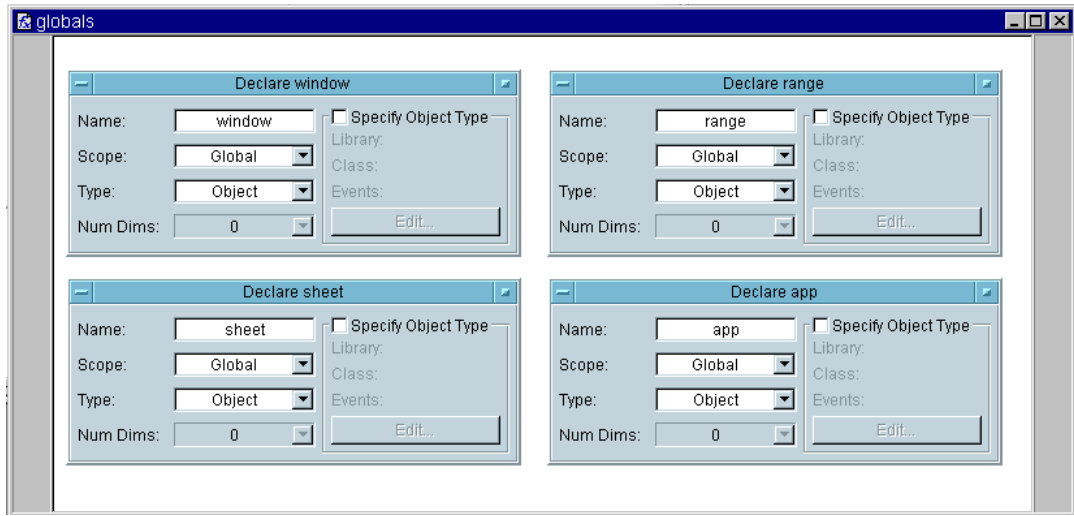 globals
Declare window
Name: window
Scope: Global
Type: Object
Num Dims: 0
Specify Object Type
Library:
Class:
Events:
Edit...
Declare range
Name: range
Scope: Global
Type: Object
Num Dims: 0
Specify Object Type
Library:
Class:
Events:
Edit...
Declare sheet
Name: sheet
Scope: Global
Type: Object
Num Dims: 0
Specify Object Type
Library:
Class:
Events:
Edit...
Declare app
Name: app
Scope: Global
Type: Object
Num Dims: 0
Specify Object Type
Library:
Class:
Events:
Edit...